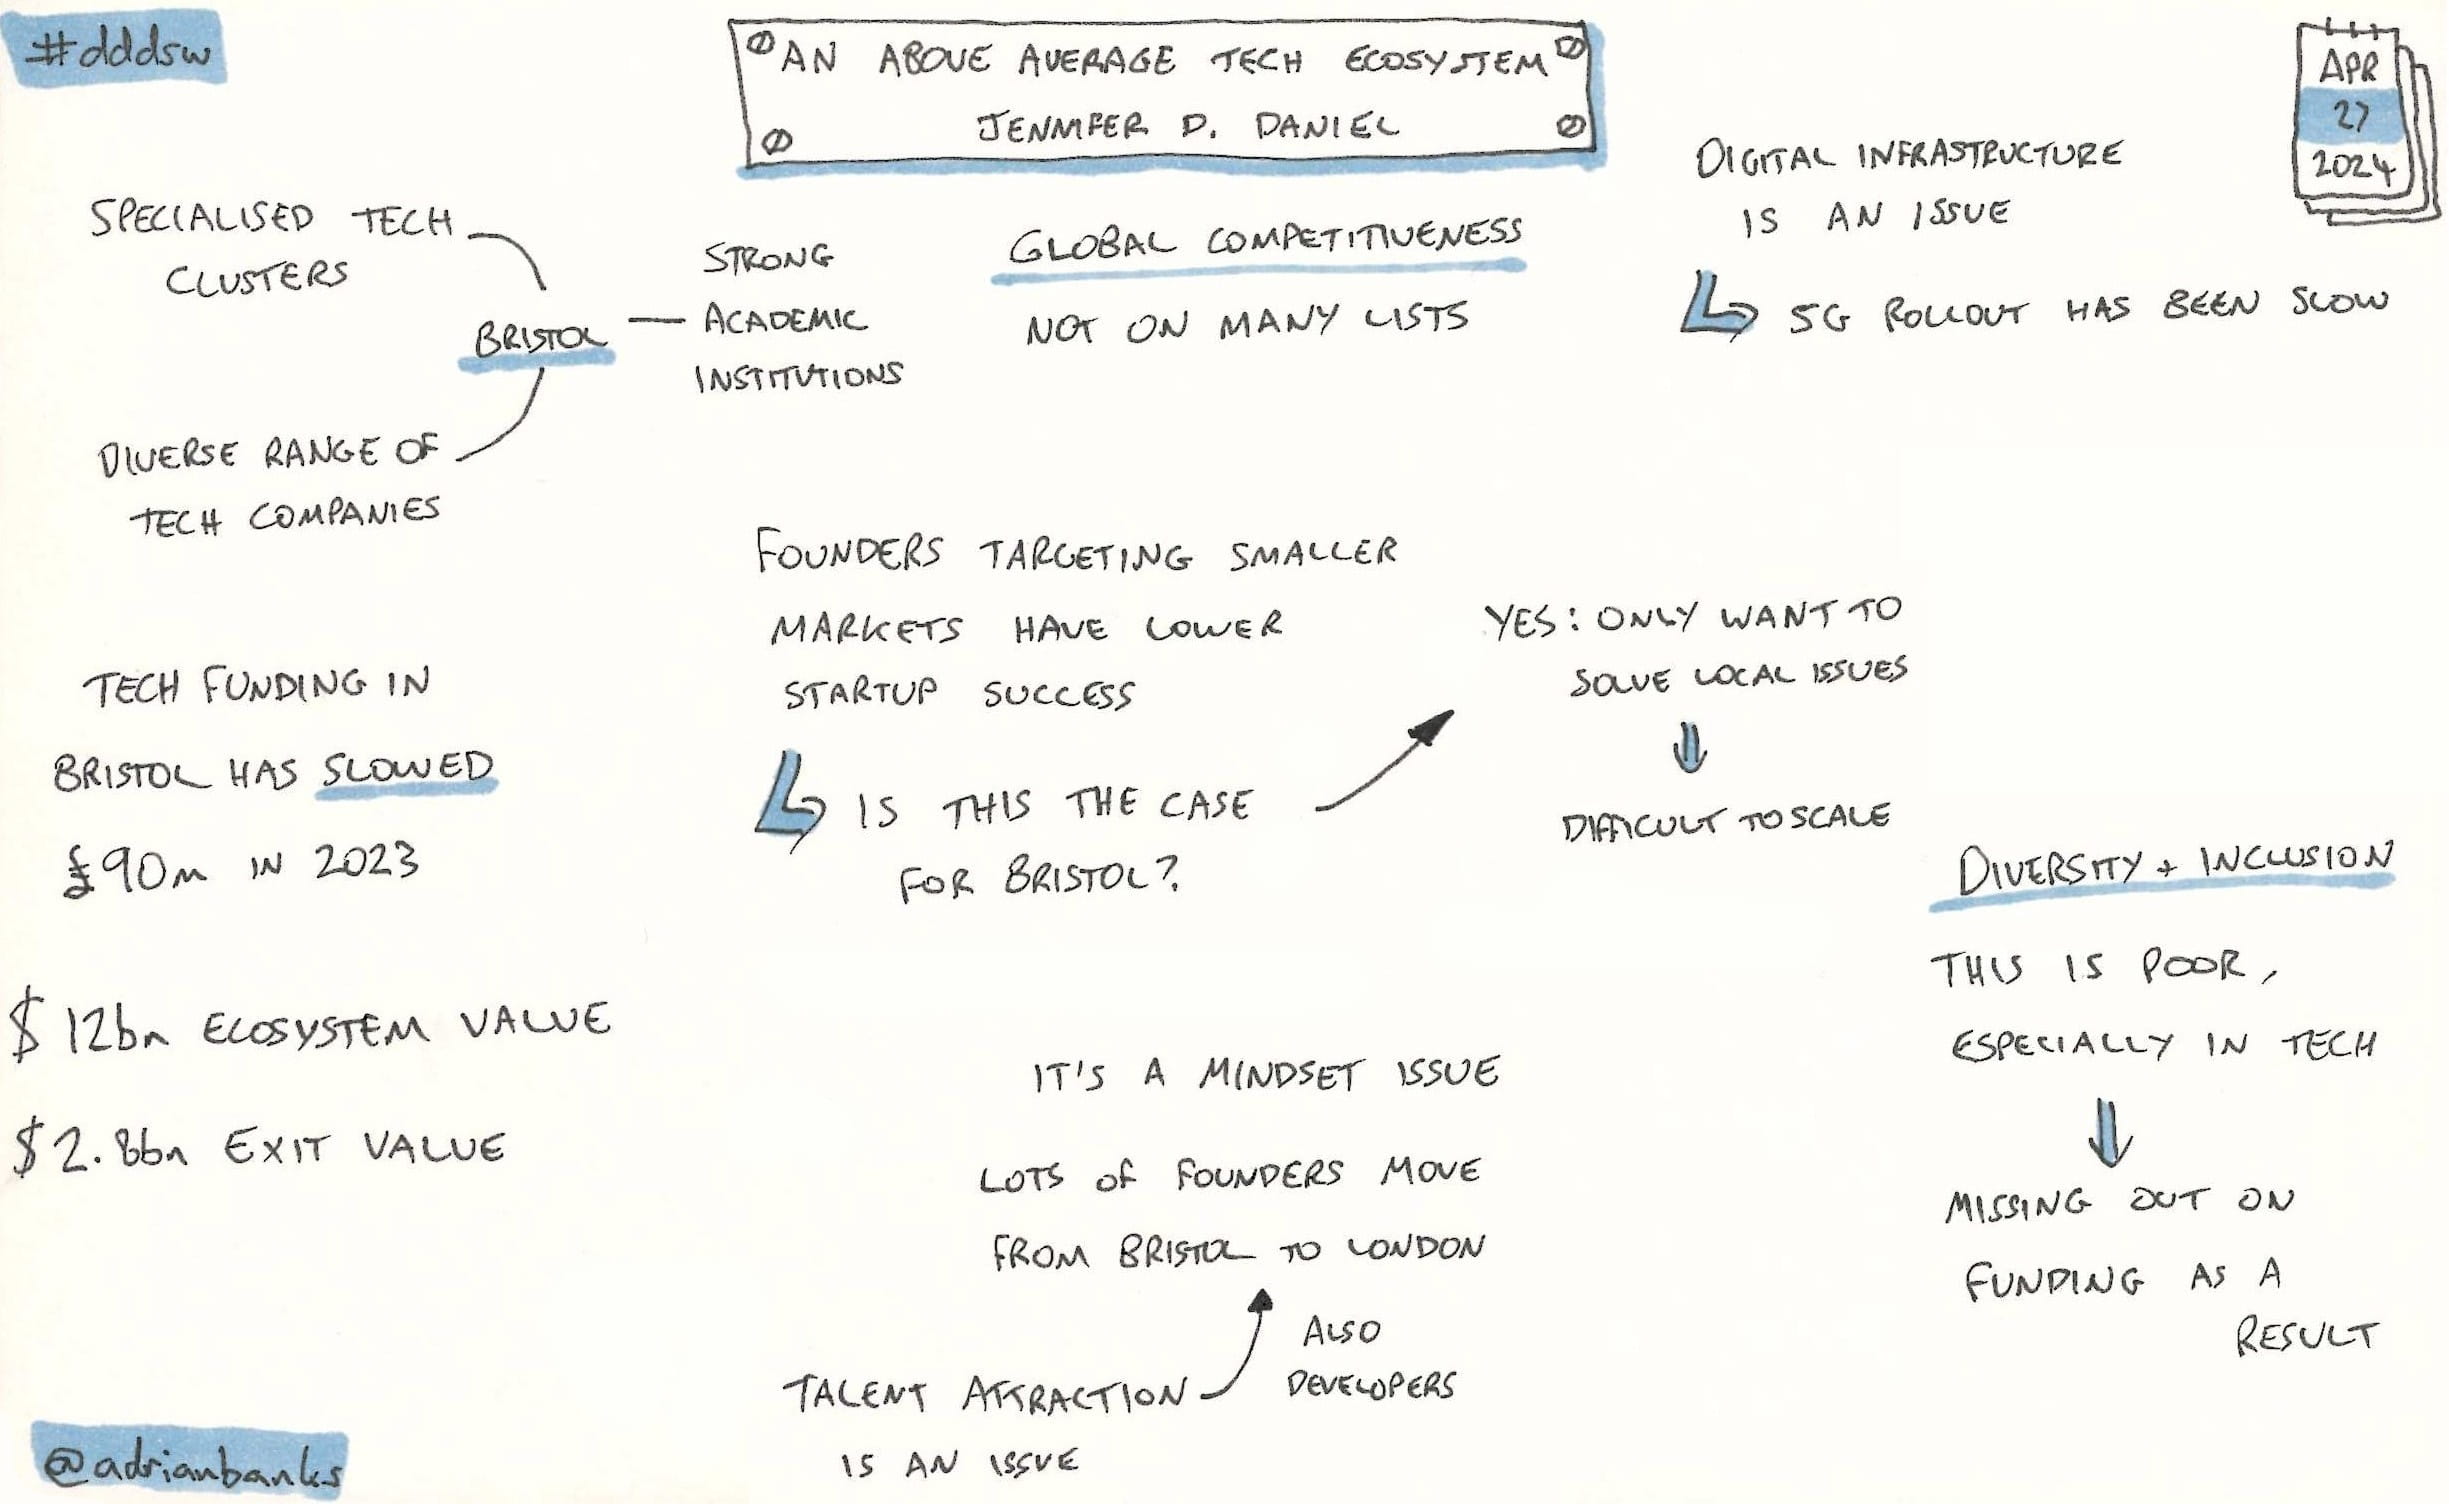 #dddsw
AN ABOVE AVERAGE TECH ECOSYSTEM
JENNIFER D. DANIEL
APR
27
2024
SPECIALISED TECH
CLUSTERS
BRISTOL
STRONG
ACADEMIC
INSTITUTIONS
DIVERSE RANGE OF
TECH COMPANIES
GLOBAL COMPETITIVENESS
NOT ON MANY LISTS
DIGITAL INFRASTRUCTURE
IS AN ISSUE
5G ROLLOUT HAS BEEN SLOW
TECH FUNDING IN
BRISTOL HAS SLOWED
£90m IN 2023
$12bn ECOSYSTEM VALUE
$2.8bn EXIT VALUE
FOUNDERS TARGETING SMALLER
MARKETS HAVE LOWER
STARTUP SUCCESS
IS THIS THE CASE
FOR BRISTOL?
YES: ONLY WANT TO
SOLVE LOCAL ISSUES
DIFFICULT TO SCALE
IT'S A MINDSET ISSUE
LOTS OF FOUNDERS MOVE
FROM BRISTOL TO LONDON
ALSO
DEVELOPERS
TALENT ATTRACTION
IS AN ISSUE
DIVERSITY + INCLUSION
THIS IS POOR,
ESPECIALLY IN TECH
MISSING OUT ON
FUNDING AS A
RESULT
@adrianbanks